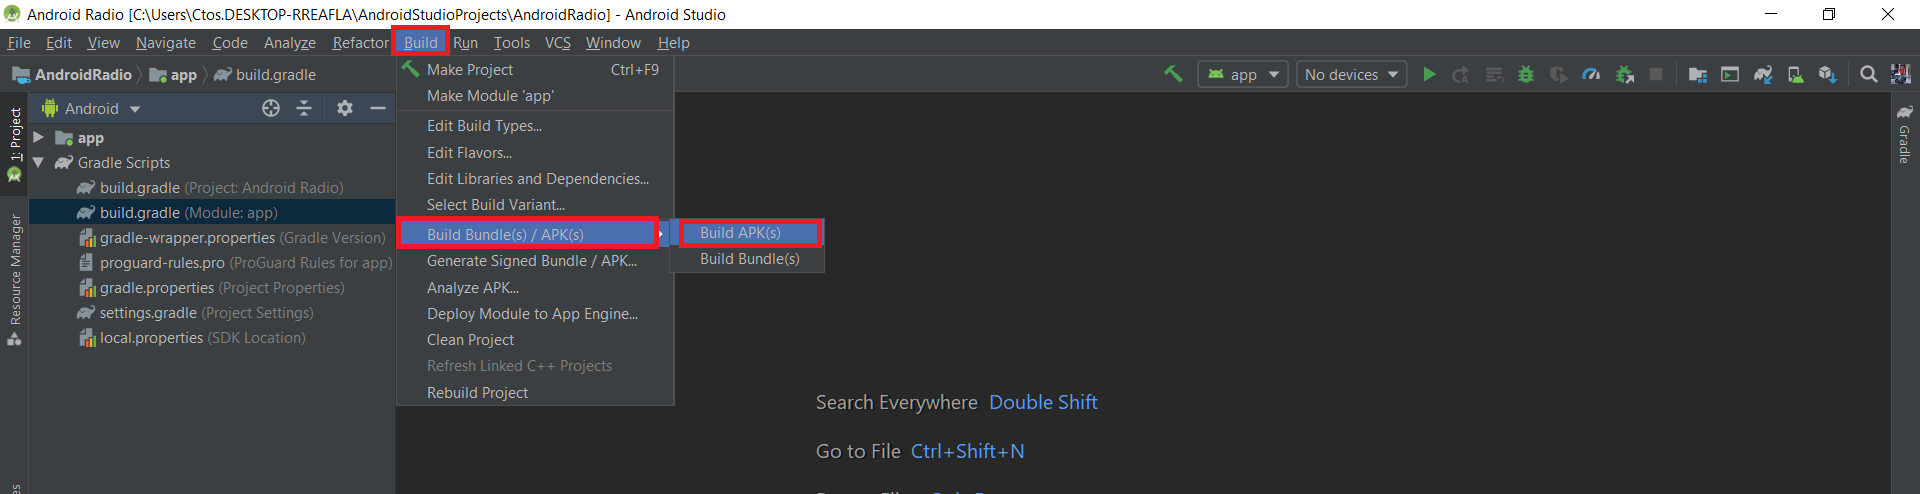 Android Radio [C:\Users\Ctos.DESKTOP-RREAFLA\AndroidStudioProjects\AndroidRadio] - Android Studio
File Edit View Navigate Code Analyze Refactor Build Run Tools VCS Window Help
AndroidRadio app build.gradle
app No devices
Android
1: Project
Resource Manager
Gradle
app
Gradle Scripts
build.gradle (Project: Android Radio)
build.gradle (Module: app)
gradle-wrapper.properties (Gradle Version)
proguard-rules.pro (ProGuard Rules for app)
gradle.properties (Project Properties)
settings.gradle (Project Settings)
local.properties (SDK Location)
Make Project Ctrl+F9
Make Module 'app'
Edit Build Types...
Edit Flavors...
Edit Libraries and Dependencies...
Select Build Variant...
Build Bundle(s) / APK(s)
Generate Signed Bundle / APK...
Analyze APK...
Deploy Module to App Engine...
Clean Project
Refresh Linked C++ Projects
Rebuild Project
Build APK(s)
Build Bundle(s)
Search Everywhere Double Shift
Go to File Ctrl+Shift+N